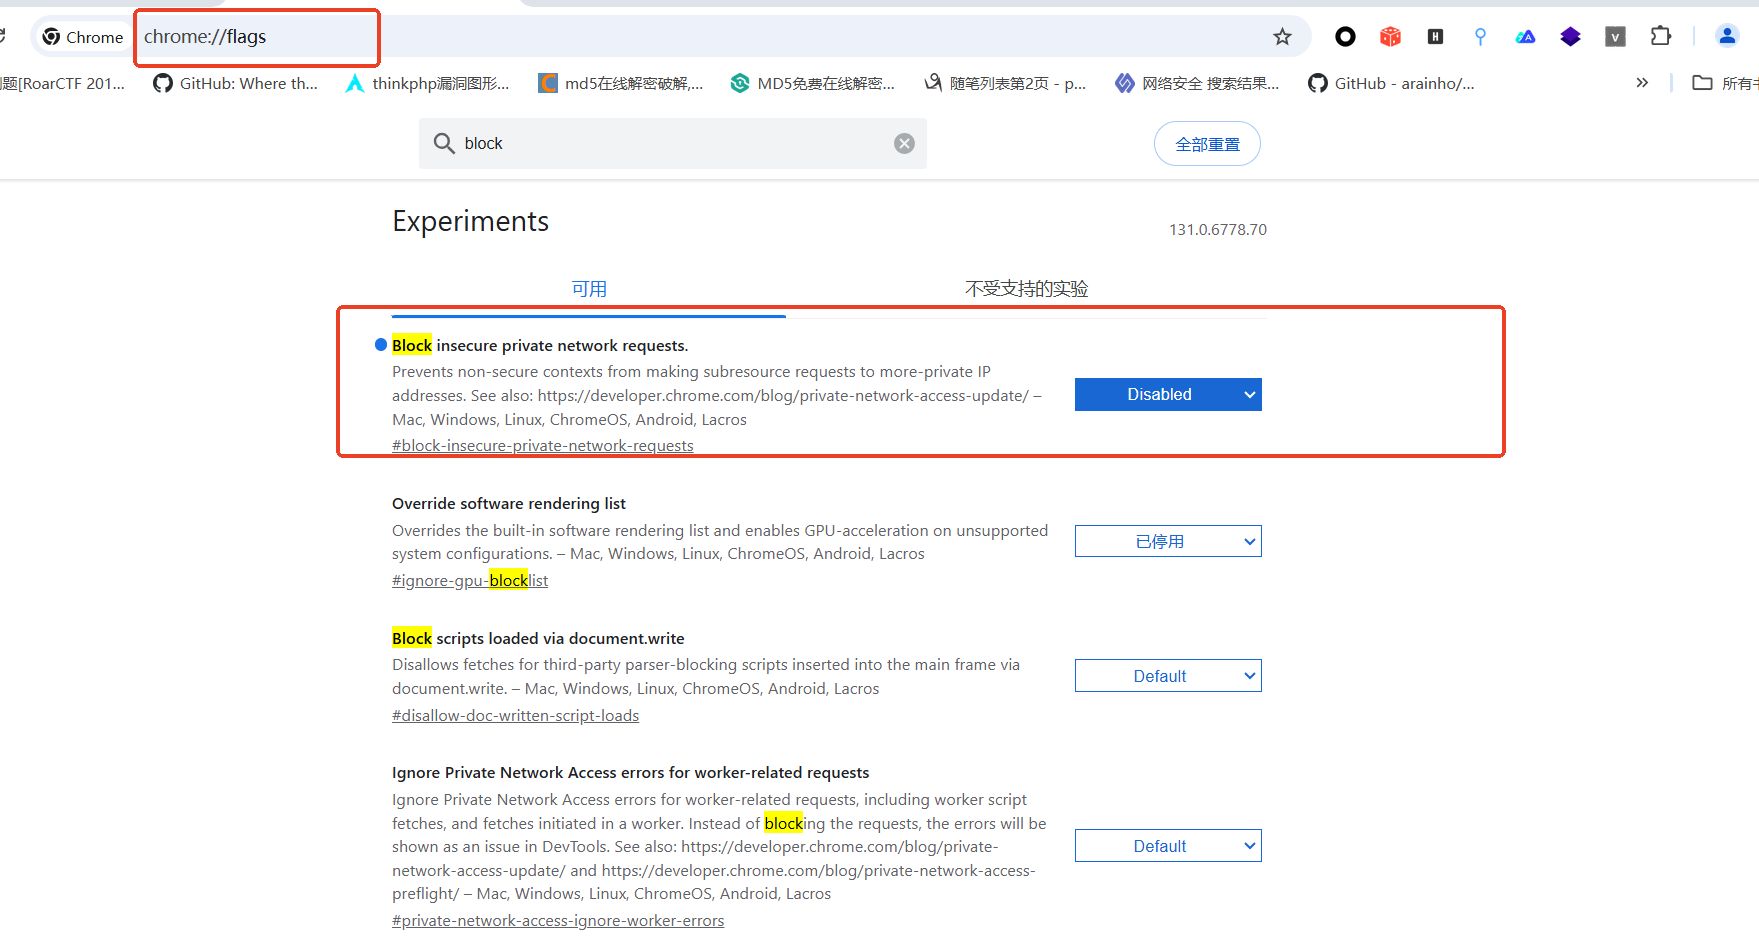 Chrome chrome://flags
题[RoarCTF 201... GitHub: Where th... thinkphp漏洞图形... md5在线解密破解,... MD5免费在线解密... 随笔列表第2页 - p... 网络安全 搜索结果... GitHub - arainho/... » 所有书
block 全部重置
Experiments 131.0.6778.70
可用 不受支持的实验
Block insecure private network requests.
Prevents non-secure contexts from making subresource requests to more-private IP
addresses. See also: https://developer.chrome.com/blog/private-network-access-update/ –
Mac, Windows, Linux, ChromeOS, Android, Lacros
#block-insecure-private-network-requests
Disabled
Override software rendering list
Overrides the built-in software rendering list and enables GPU-acceleration on unsupported
system configurations. – Mac, Windows, Linux, ChromeOS, Android, Lacros
#ignore-gpu-blocklist
已停用
Block scripts loaded via document.write
Disallows fetches for third-party parser-blocking scripts inserted into the main frame via
document.write. – Mac, Windows, Linux, ChromeOS, Android, Lacros
#disallow-doc-written-script-loads
Default
Ignore Private Network Access errors for worker-related requests
Ignore Private Network Access errors for worker-related requests, including worker script
fetches, and fetches initiated in a worker. Instead of blocking the requests, the errors will be
shown as an issue in DevTools. See also: https://developer.chrome.com/blog/private-
network-access-update/ and https://developer.chrome.com/blog/private-network-access-
preflight/ – Mac, Windows, Linux, ChromeOS, Android, Lacros
#private-network-access-ignore-worker-errors
Default